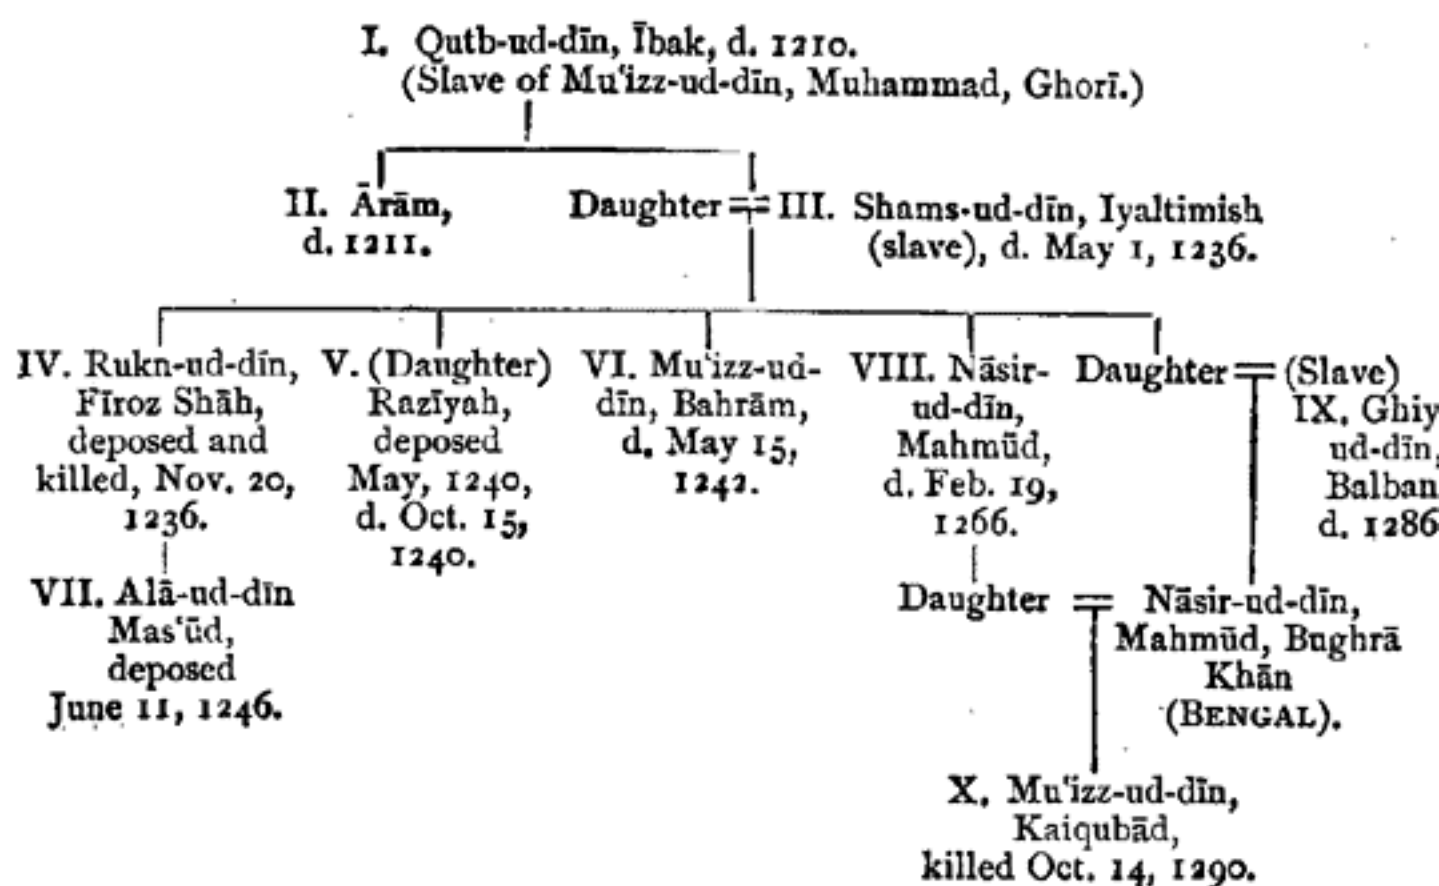 I. Qutb-ud-dīn, Ībak, d. 1210.
(Slave of Mu‘izz-ud-dīn, Muhammad, Ghorī.)
II. Ārām,
d. 1211.
Daughter = III. Shams-ud-dīn, Iyaltimish
(slave), d. May 1, 1236.
IV. Rukn-ud-dīn,
Fīroz Shāh,
deposed and
killed, Nov. 20,
1236.
V. (Daughter)
Razīyah,
deposed
May, 1240,
d. Oct. 15,
1240.
VI. Mu‘izz-ud-
dīn, Bahrām,
d. May 15,
1242.
VIII. Nāsir-
ud-dīn,
Mahmūd,
d. Feb. 19,
1266.
Daughter = (Slave)
IX. Ghiy
ud-dīn,
Balban
d. 1286
VII. Alā-ud-dīn
Mas‘ūd,
deposed
June 11, 1246.
Daughter = Nāsir-ud-dīn,
Mahmūd, Bughrā
Khān
(BENGAL).
X. Mu‘izz-ud-dīn,
Kaiqubād,
killed Oct. 14, 1290.